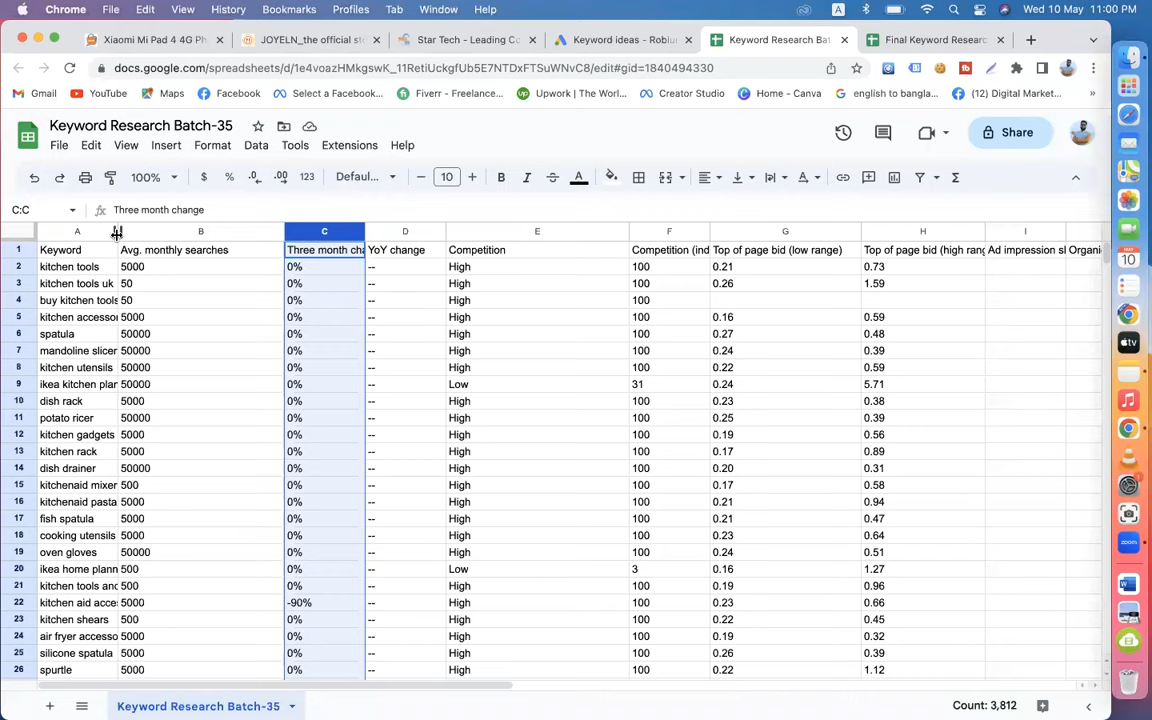 Chrome File Edit View History Bookmarks Profiles Tab Window Help A Wed 10 May 11:00 PM
Xiaomi Mi Pad 4 4G Ph JOYELN_the official st Star Tech - Leading Co Keyword ideas - Robiu Keyword Research Bat Final Keyword Researc
docs.google.com/spreadsheets/d/1e4voazHMkgswK_11RetUuckgfUb5E7NTDxFTSuWNvC8/edit#gid=1840494330
Gmail YouTube Maps Facebook Select a Facebook... Fiverr - Freelance... Upwork | The Worl... Creator Studio Home - Canva english to bangla... (12) Digital Market... »
Keyword Research Batch-35
File Edit View Insert Format Data Tools Extensions Help
Share
100% $ % .0 .00 123 Defaul... − 10 + B I A
C:C fx Three month change
A B C D E F G H I
1 Keyword Avg. monthly searches Three month cha YoY change Competition Competition (ind Top of page bid (low range) Top of page bid (high rang Ad impression sh Organi
2 kitchen tools 5000 0% -- High 100 0.21 0.73
3 kitchen tools uk 50 0% -- High 100 0.26 1.59
4 buy kitchen tools 50 0% -- High 100
5 kitchen accessor 5000 0% -- High 100 0.16 0.59
6 spatula 50000 0% -- High 100 0.27 0.48
7 mandoline slicer 50000 0% -- High 100 0.24 0.39
8 kitchen utensils 50000 0% -- High 100 0.22 0.59
9 ikea kitchen plan 50000 0% -- Low 31 0.24 5.71
10 dish rack 5000 0% -- High 100 0.23 0.38
11 potato ricer 50000 0% -- High 100 0.25 0.39
12 kitchen gadgets 5000 0% -- High 100 0.19 0.56
13 kitchen rack 5000 0% -- High 100 0.17 0.89
14 dish drainer 50000 0% -- High 100 0.20 0.31
15 kitchenaid mixer 500 0% -- High 100 0.17 0.58
16 kitchenaid pasta 5000 0% -- High 100 0.21 0.94
17 fish spatula 5000 0% -- High 100 0.21 0.47
18 cooking utensils 5000 0% -- High 100 0.23 0.64
19 oven gloves 50000 0% -- High 100 0.24 0.51
20 ikea home plann 500 0% -- Low 3 0.16 1.27
21 kitchen tools and 500 0% -- High 100 0.19 0.96
22 kitchen aid acce 5000 -90% -- High 100 0.23 0.66
23 kitchen shears 500 0% -- High 100 0.22 0.45
24 air fryer accesso 5000 0% -- High 100 0.19 0.32
25 silicone spatula 5000 0% -- High 100 0.26 0.39
26 spurtle 5000 0% -- High 100 0.22 1.12
Keyword Research Batch-35 Count: 3,812
MAY
10
tv
zoom
W